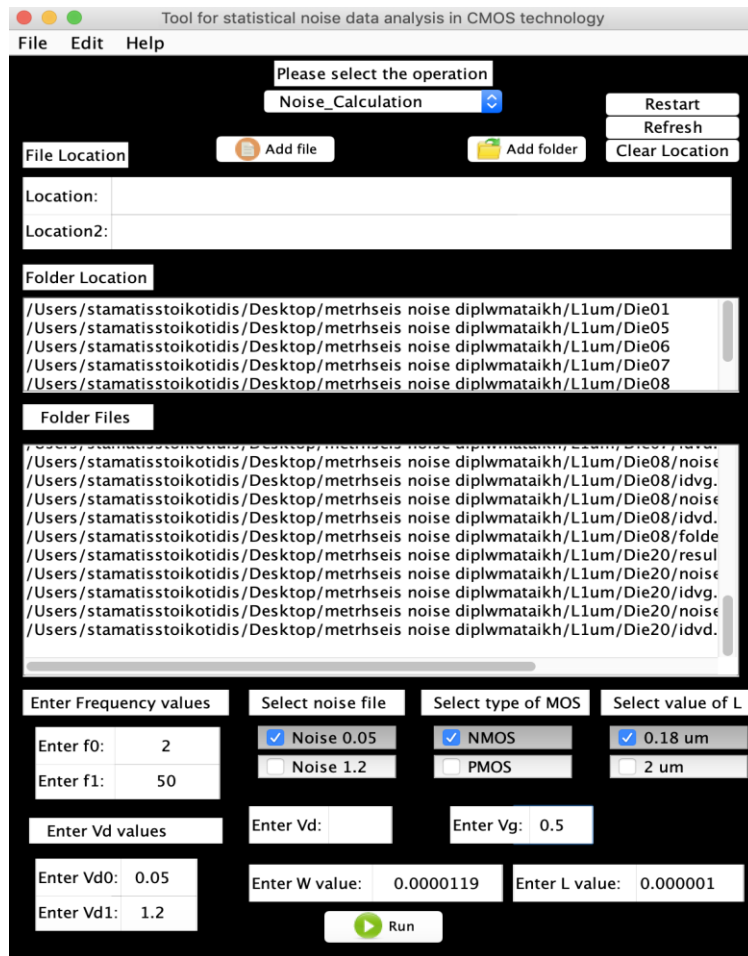 Tool for statistical noise data analysis in CMOS technology
File Edit Help
Please select the operation
Noise_Calculation
Restart
Refresh
Clear Location
File Location
Add file
Add folder
Location:
Location2:
Folder Location
/Users/stamatisstoikotidis/Desktop/metrhseis noise diplwmataikh/L1um/Die01
/Users/stamatisstoikotidis/Desktop/metrhseis noise diplwmataikh/L1um/Die05
/Users/stamatisstoikotidis/Desktop/metrhseis noise diplwmataikh/L1um/Die06
/Users/stamatisstoikotidis/Desktop/metrhseis noise diplwmataikh/L1um/Die07
/Users/stamatisstoikotidis/Desktop/metrhseis noise diplwmataikh/L1um/Die08
Folder Files
/Users/stamatisstoikotidis/Desktop/metrhseis noise diplwmataikh/L1um/Die08/noise
/Users/stamatisstoikotidis/Desktop/metrhseis noise diplwmataikh/L1um/Die08/idvg.
/Users/stamatisstoikotidis/Desktop/metrhseis noise diplwmataikh/L1um/Die08/noise
/Users/stamatisstoikotidis/Desktop/metrhseis noise diplwmataikh/L1um/Die08/idvd.
/Users/stamatisstoikotidis/Desktop/metrhseis noise diplwmataikh/L1um/Die08/folde
/Users/stamatisstoikotidis/Desktop/metrhseis noise diplwmataikh/L1um/Die20/resul
/Users/stamatisstoikotidis/Desktop/metrhseis noise diplwmataikh/L1um/Die20/noise
/Users/stamatisstoikotidis/Desktop/metrhseis noise diplwmataikh/L1um/Die20/idvg.
/Users/stamatisstoikotidis/Desktop/metrhseis noise diplwmataikh/L1um/Die20/noise
/Users/stamatisstoikotidis/Desktop/metrhseis noise diplwmataikh/L1um/Die20/idvd.
Enter Frequency values
Select noise file
Select type of MOS
Select value of L
Enter f0: 2
Enter f1: 50
Noise 0.05
Noise 1.2
NMOS
PMOS
0.18 um
2 um
Enter Vd values
Enter Vd:
Enter Vg: 0.5
Enter Vd0: 0.05
Enter Vd1: 1.2
Enter W value: 0.0000119
Enter L value: 0.000001
Run